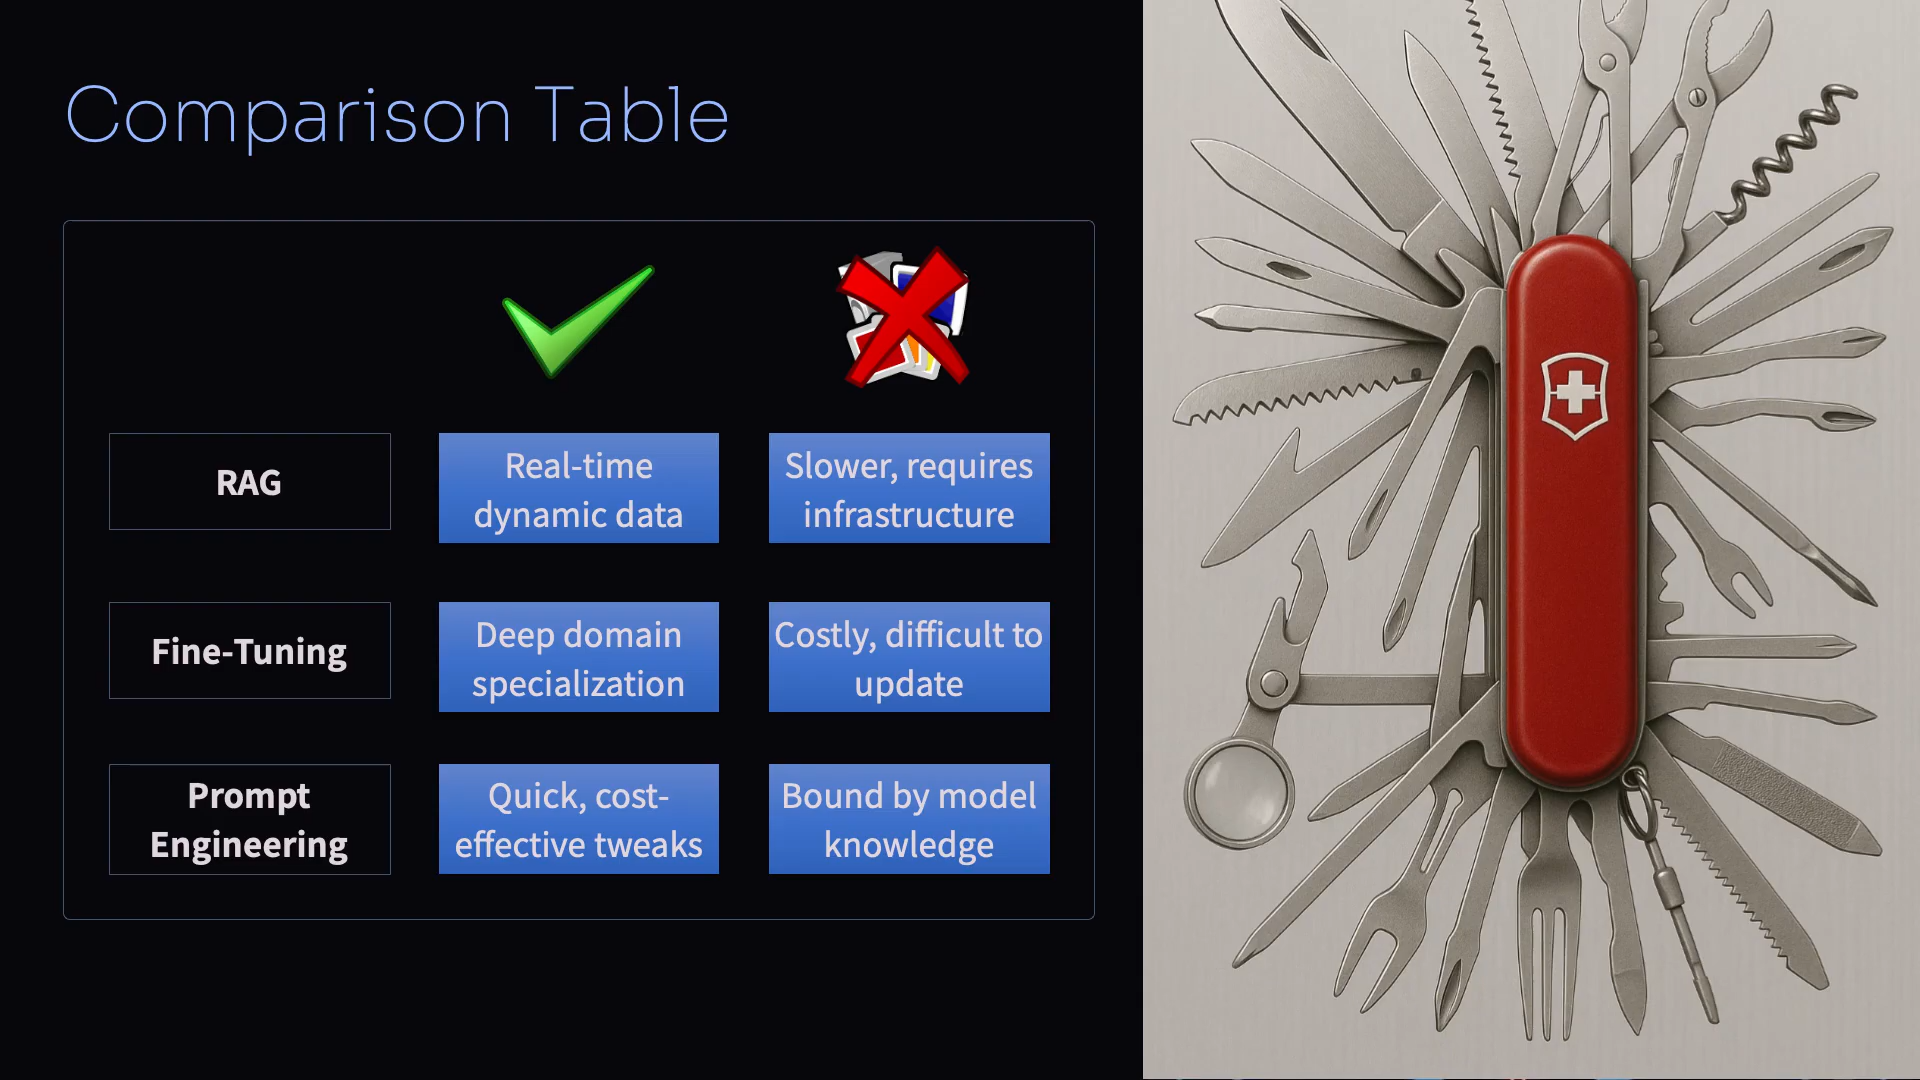 Comparison Table
RAG
Real-time
dynamic data
Slower, requires
infrastructure
Fine-Tuning
Deep domain
specialization
Costly, difficult to
update
Prompt
Engineering
Quick, cost-
effective tweaks
Bound by model
knowledge